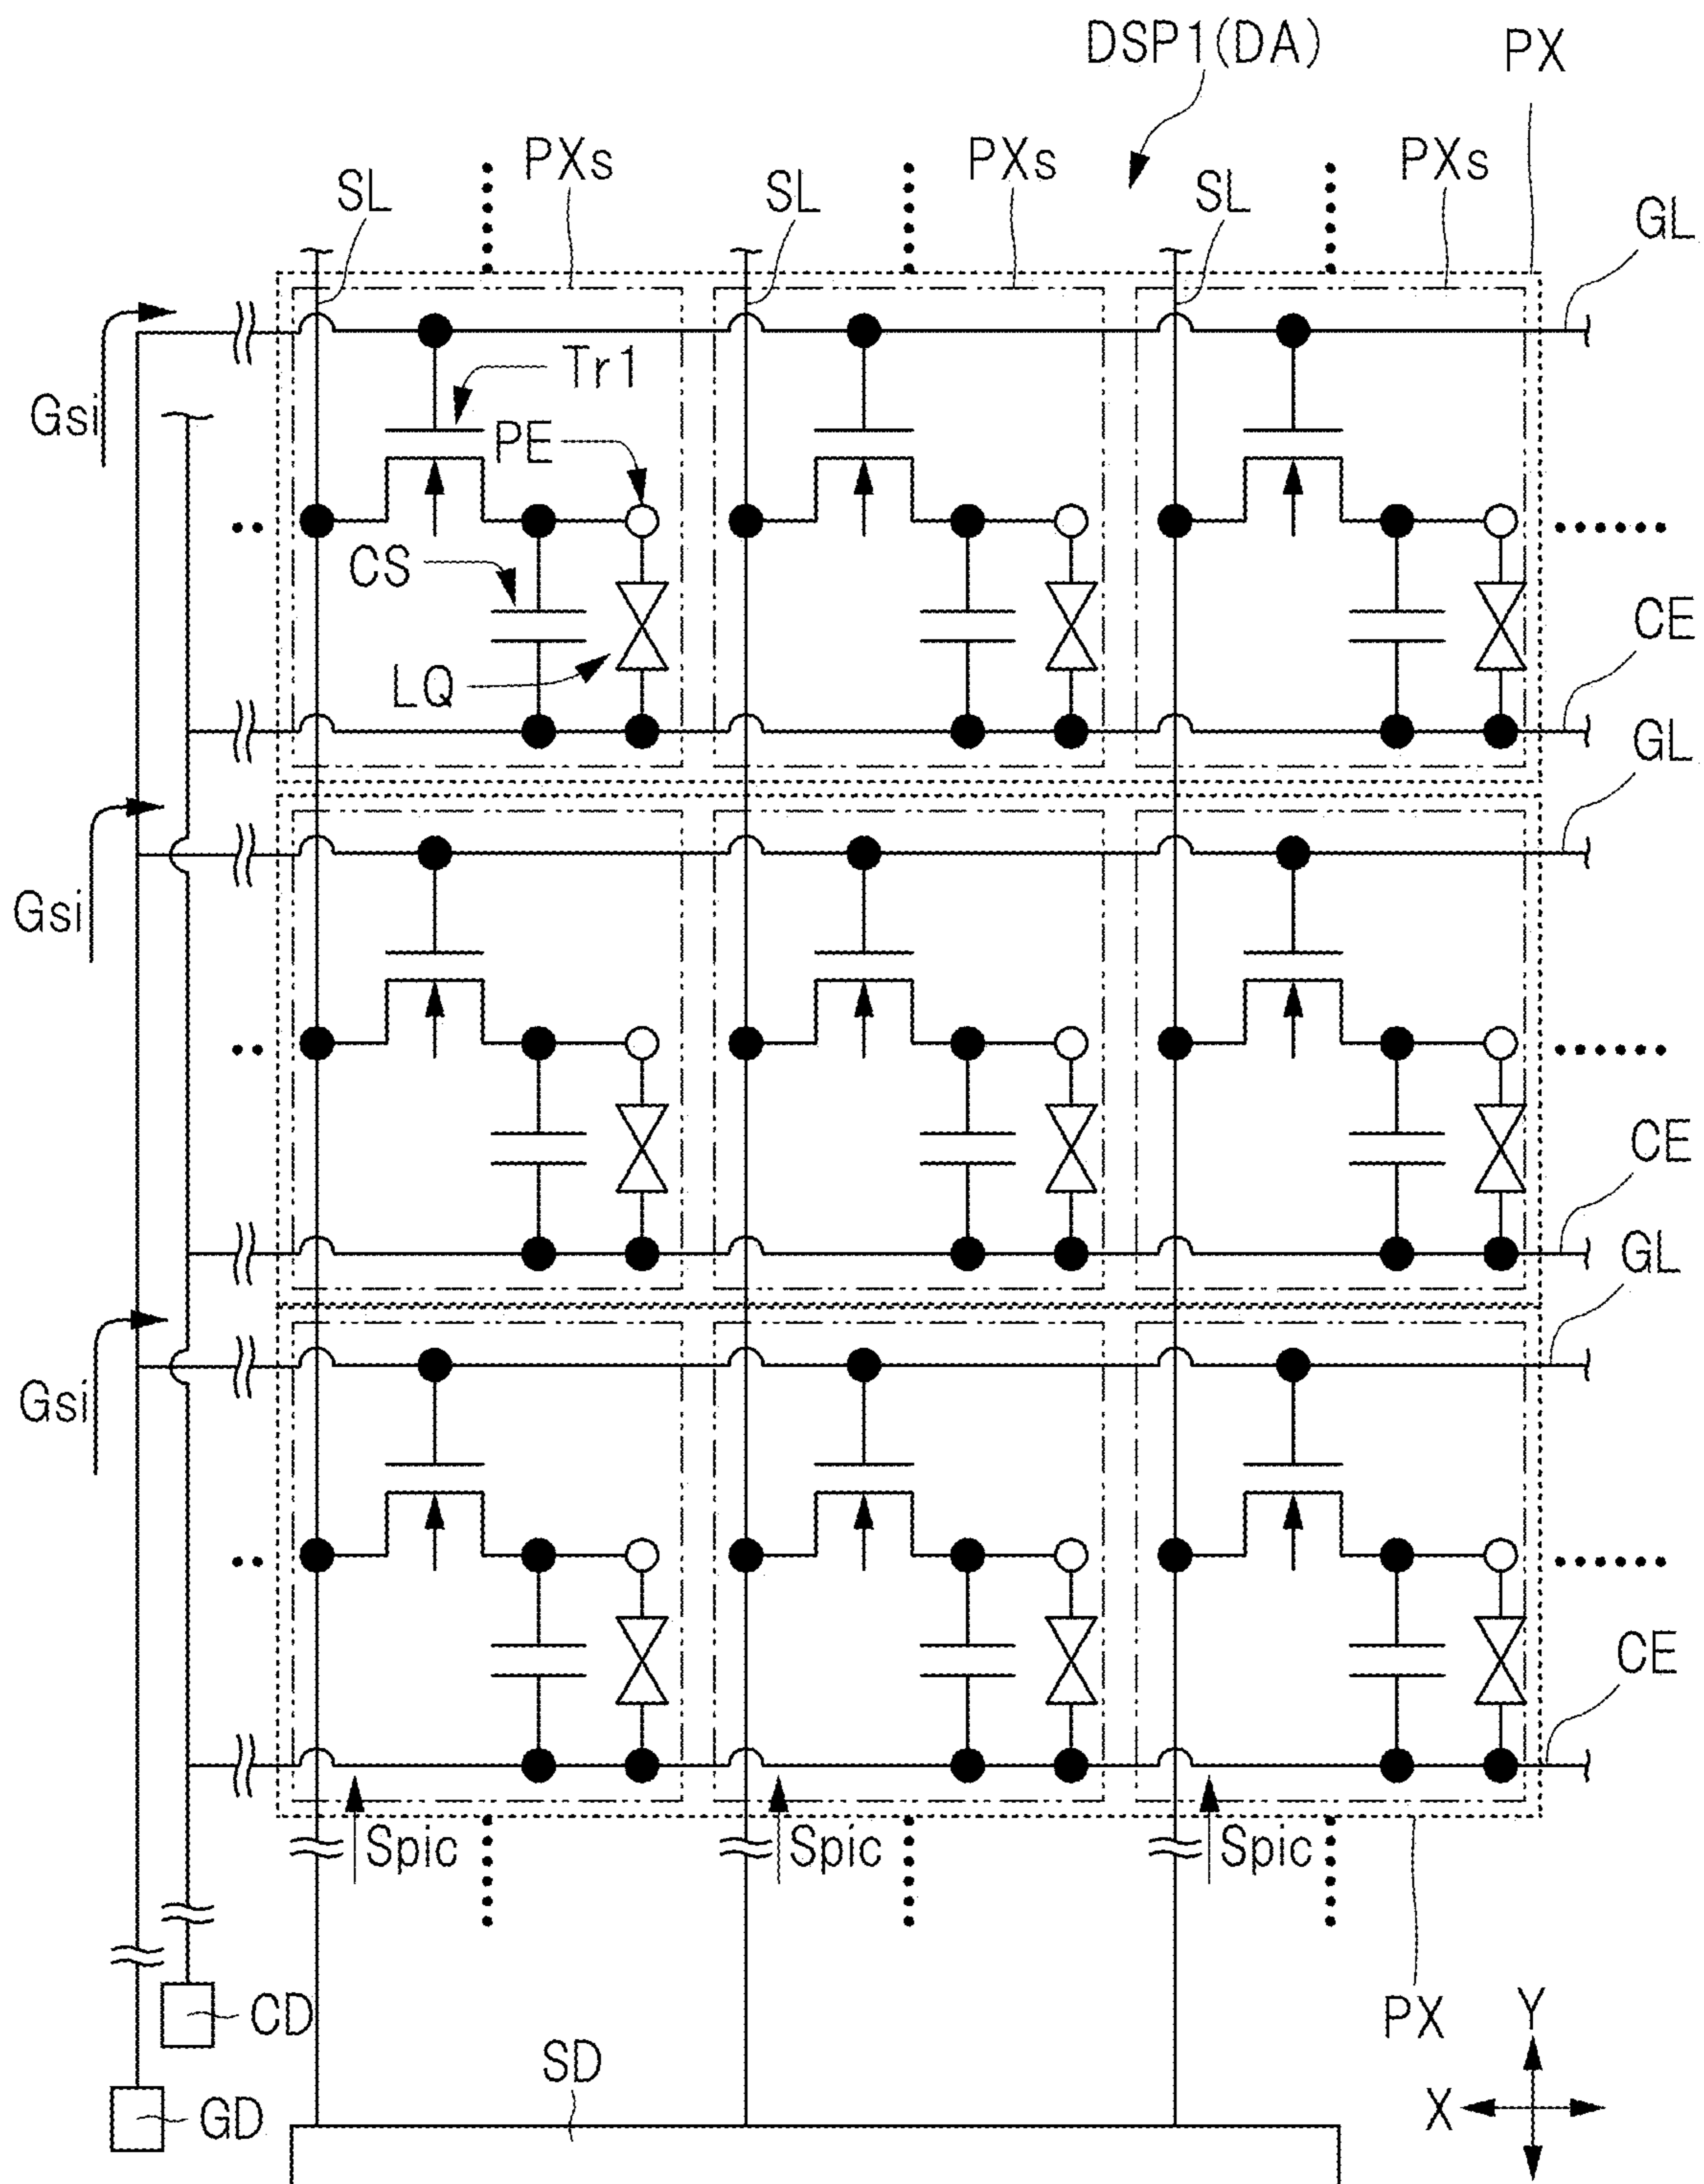 DSP1(DA)
PX
PXs
PXs
PXs
SL
SL
SL
GL
Gsi
Tr1
PE
CS
LQ
CE
GL
Gsi
CE
GL
Gsi
CE
Spic
Spic
Spic
CD
PX
Y
SD
X
GD